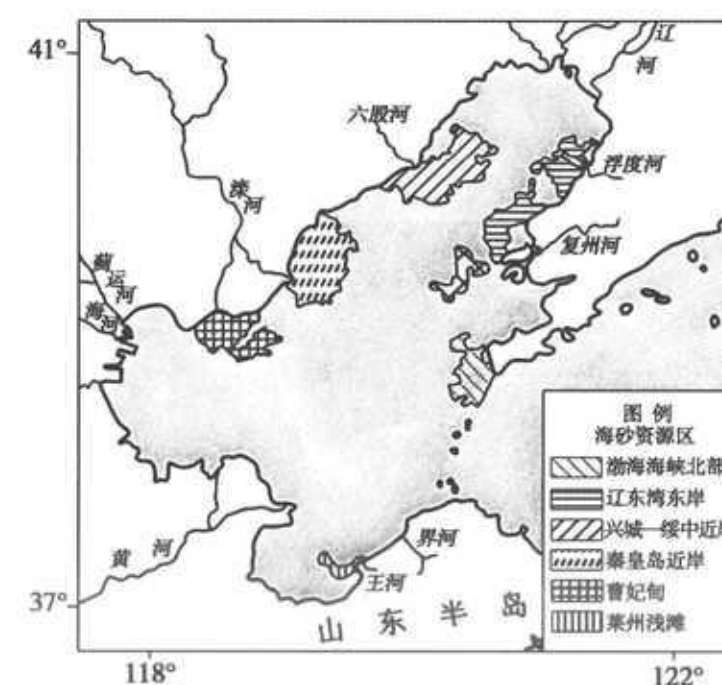 41°
辽河
六股河
浮度河
滦河
复州河
蓟运河
海河
图 例
海砂资源区
渤海海峡北部
辽东湾东岸
兴城—绥中近岸
秦皇岛近岸
曹妃甸
莱州浅滩
黄 河
界河
王河
37°
山 东 半 岛
118°
122°